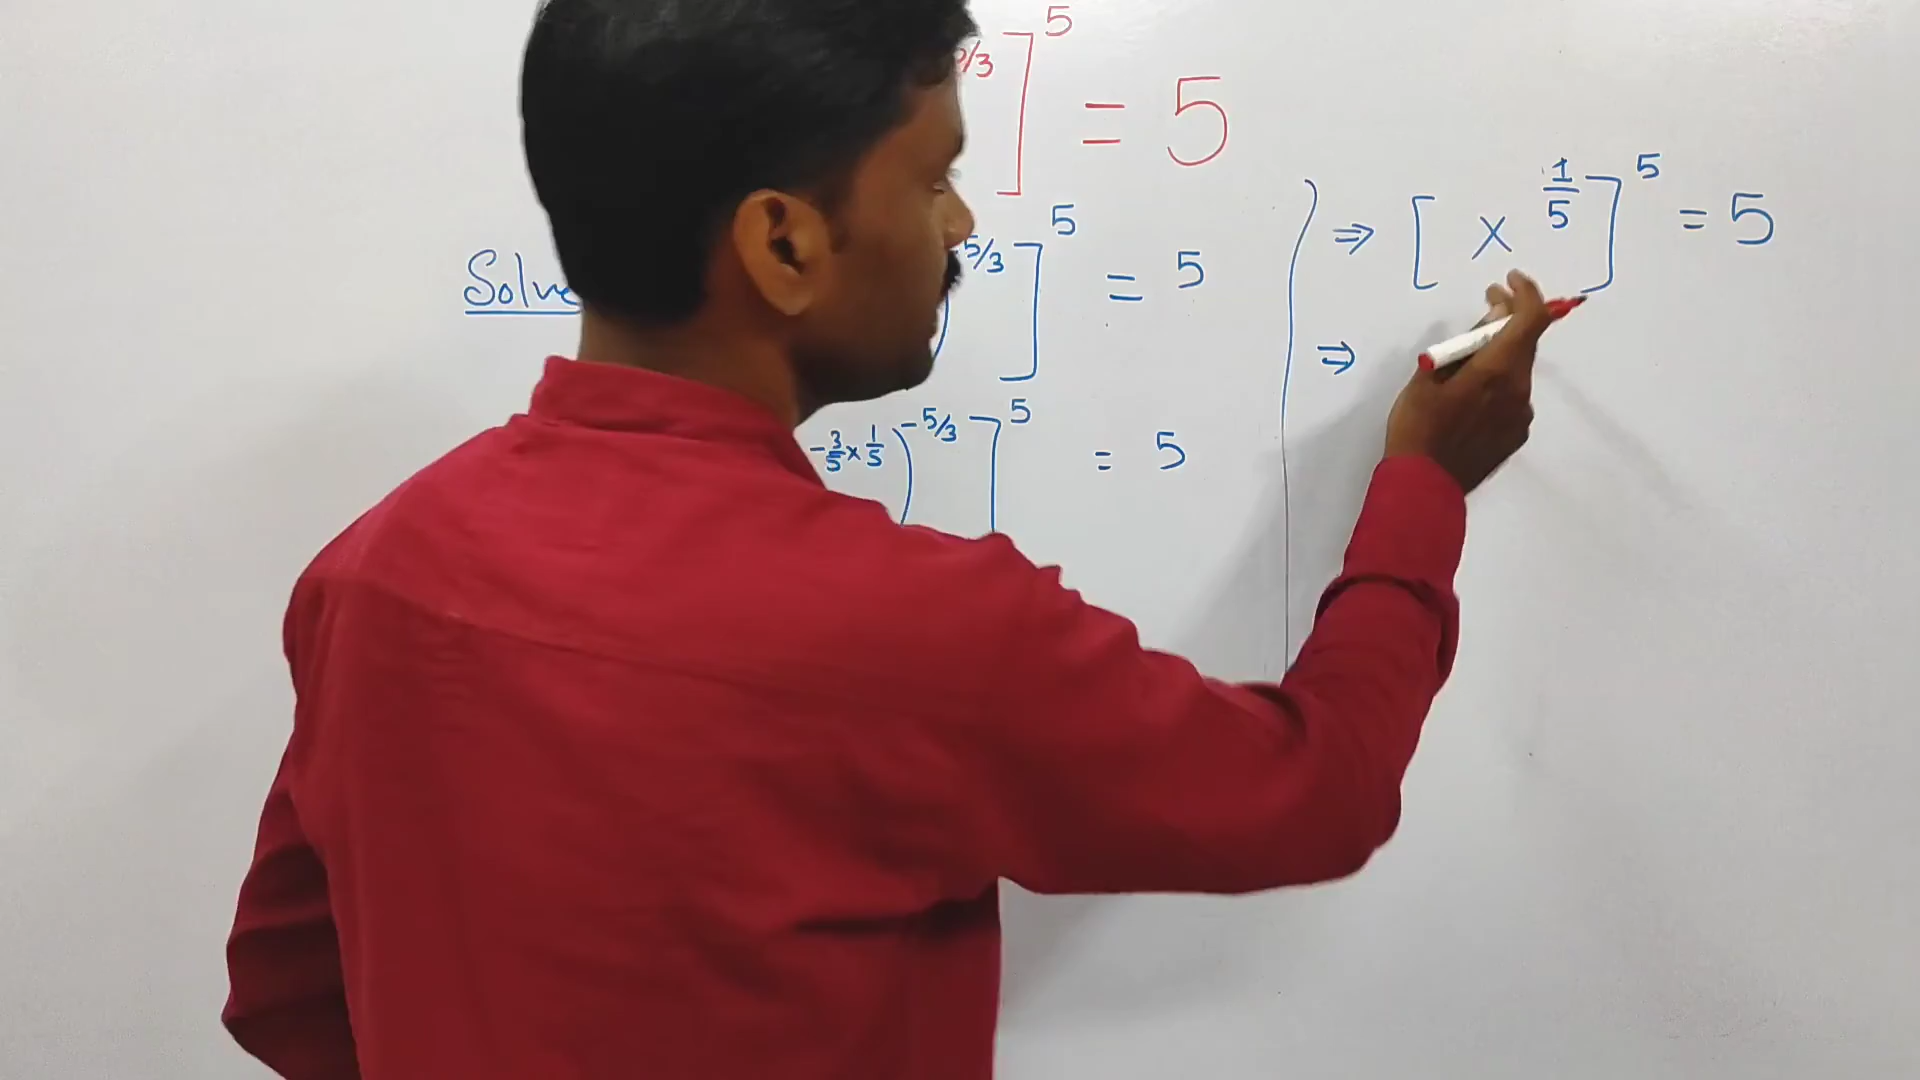 /3]^5 = 5
Solve
-5/3]^5 = 5
-3/5 × 1/5)^-5/3]^5 = 5
⇒ [x^1/5]^5 = 5
⇒